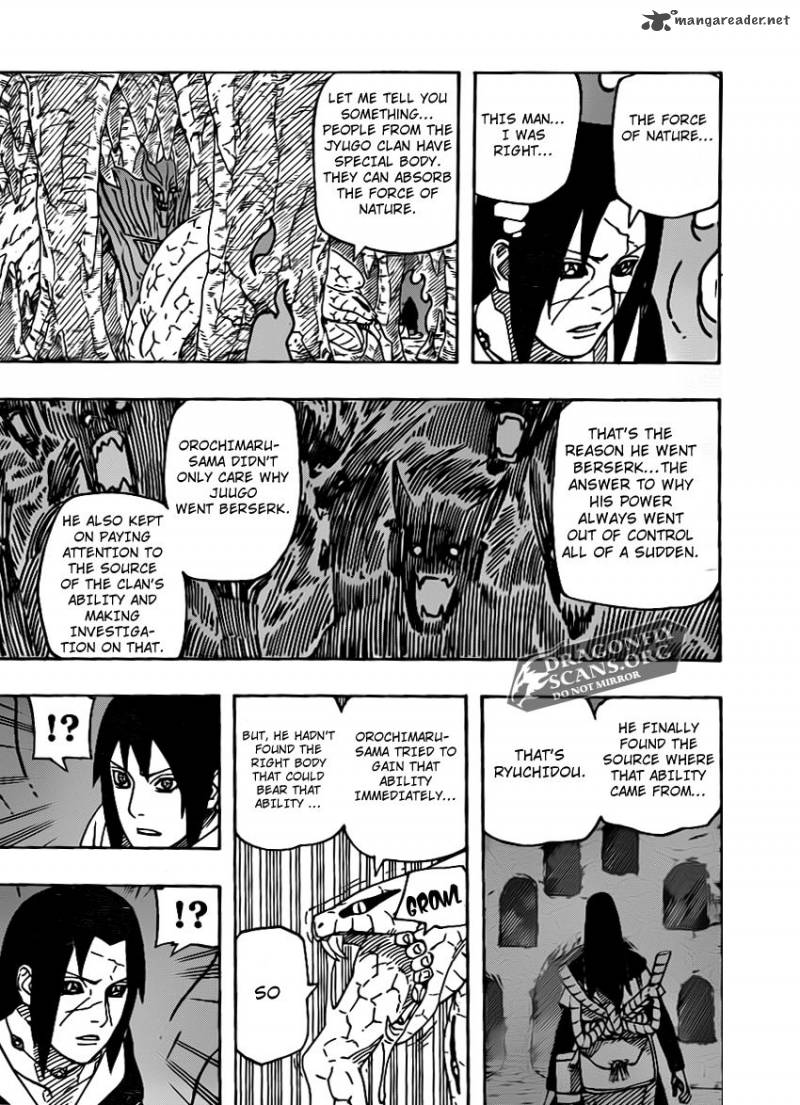 mangareader.net
THE FORCE
OF NATURE...
THIS MAN...
I WAS
RIGHT...
LET ME TELL YOU
SOMETHING...
PEOPLE FROM THE
JYUGO CLAN HAVE
SPECIAL BODY.
THEY CAN ABSORB
THE FORCE OF
NATURE.
THAT'S THE
REASON HE WENT
BERSERK...THE
ANSWER TO WHY
HIS POWER
ALWAYS WENT
OUT OF CONTROL
ALL OF A SUDDEN.
OROCHIMARU-
SAMA DIDN'T
ONLY CARE WHY
JUUGO
WENT BERSERK.
HE ALSO KEPT
ON PAYING
ATTENTION TO
THE SOURCE
OF THE CLAN'S
ABILITY AND
MAKING
INVESTIGA-
TION ON THAT.
DRAGONFLY
SCANS.ORG
DO NOT MIRROR
HE FINALLY
FOUND THE
SOURCE WHERE
THAT ABILITY
CAME FROM...
THAT'S
RYUCHIDOU.
OROCHIMARU-
SAMA TRIED TO
GAIN THAT
ABILITY
IMMEDIATELY...
BUT, HE HADN'T
FOUND THE
RIGHT BODY
THAT COULD
BEAR THAT
ABILITY ...
GROWL
SO
!?
!?